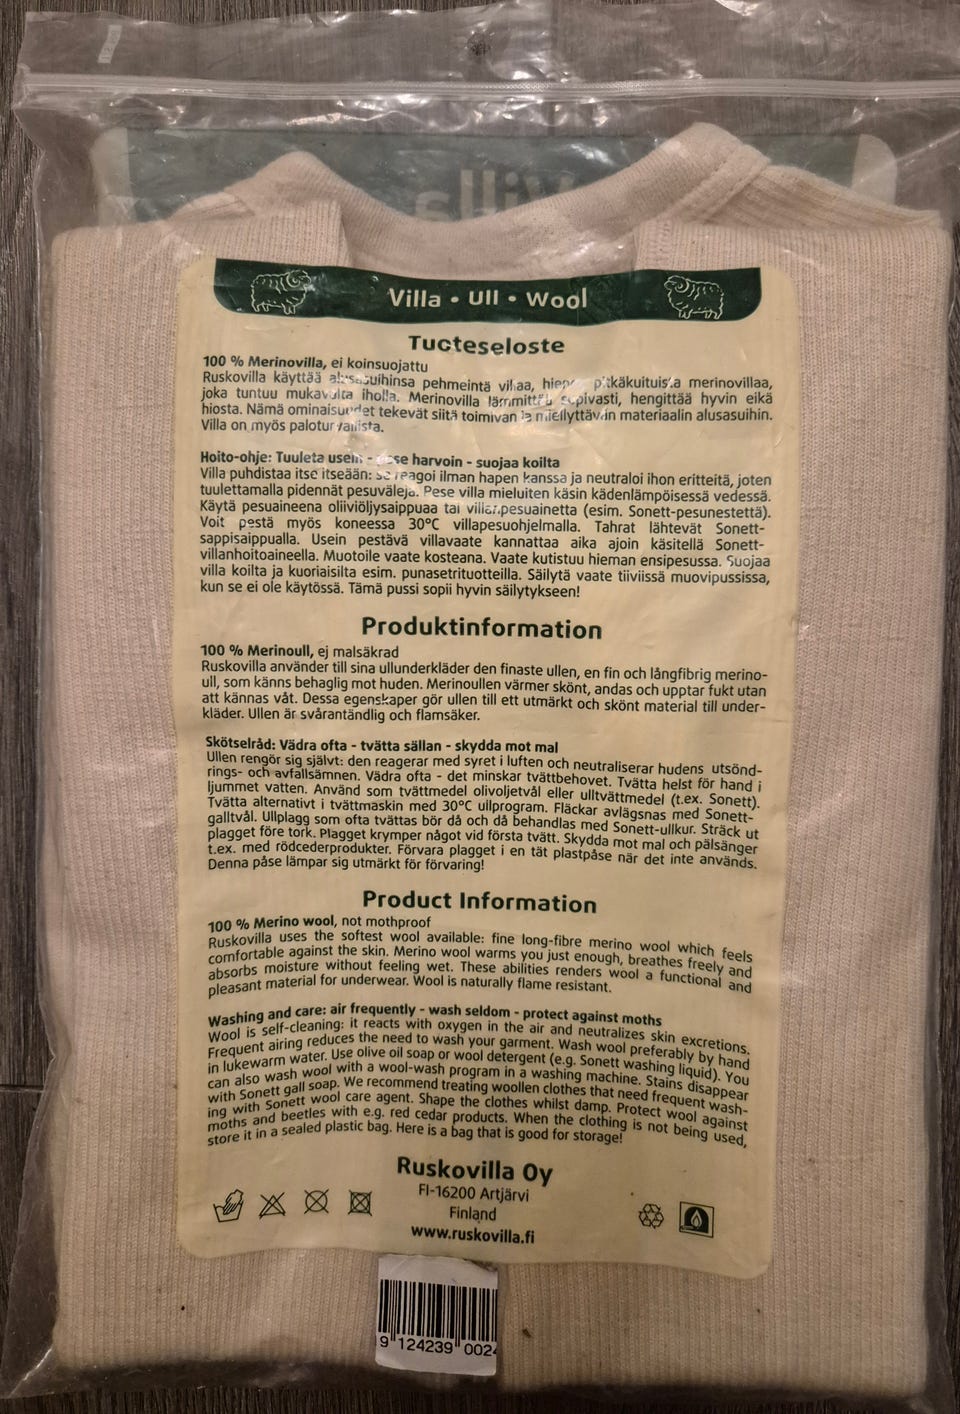 Villa
Villa • Ull • Wool
Tuoteseloste
100 % Merinovilla, ei koinsuojattu
Ruskovilla käyttää alusasuihinsa pehmeintä villaa, pitkäkuituista merinovillaa,
joka tuntuu mukavalta iholla. Merinovilla lämmittää sopivasti, hengittää hyvin eikä
hiosta. Nämä ominaisuudet tekevät siitä toimivan ja miellyttävän materiaalin alusasuihin.
Villa on myös paloturvallista.
Hoito-ohje: Tuuleta usein - pese harvoin - suojaa koilta
Villa puhdistaa itse itseään: se reagoi ilman hapen kanssa ja neutraloi ihon eritteitä, joten
tuulettamalla pidennät pesuvälejä. Pese villa mieluiten käsin kädenlämpöisessä vedessä.
Käytä pesuaineena oliiviöljysaippuaa tai villanpesuainetta (esim. Sonett-pesunestettä).
Voit pestä myös koneessa 30°C villapesuohjelmalla. Tahrat lähtevät Sonett-
sappisaippualla. Usein pestävä villavaate kannattaa aika ajoin käsitellä Sonett-
villanhoitoaineella. Muotoile vaate kosteana. Vaate kutistuu hieman ensipesussa. Suojaa
villa koilta ja kuoriaisilta esim. punasetrituotteilla. Säilytä vaate tiiviissä muovipussissa,
kun se ei ole käytössä. Tämä pussi sopii hyvin säilytykseen!
Produktinformation
100 % Merinoull, ej malsäkrad
Ruskovilla använder till sina ullunderkläder den finaste ullen, en fin och långfibrig merino-
ull, som känns behaglig mot huden. Merinoullen värmer skönt, andas och upptar fukt utan
att kännas våt. Dessa egenskaper gör ullen till ett utmärkt och skönt material till under-
kläder. Ullen är svårantändlig och flamsäker.
Skötselråd: Vädra ofta - tvätta sällan - skydda mot mal
Ullen rengör sig självt: den reagerar med syret i luften och neutraliserar hudens utsönd-
rings- och avfallsämnen. Vädra ofta - det minskar tvättbehovet. Tvätta helst för hand i
ljummet vatten. Använd som tvättmedel olivoljetvål eller ulltvättmedel (t.ex. Sonett).
Tvätta alternativt i tvättmaskin med 30°C ullprogram. Fläckar avlägsnas med Sonett-
galltvål. Ullplagg som ofta tvättas bör då och då behandlas med Sonett-ullkur. Sträck ut
plagget före tork. Plagget krymper något vid första tvätt. Skydda mot mal och pälsänger
t.ex. med rödcederprodukter. Förvara plagget i en tät plastpåse när det inte används.
Denna påse lämpar sig utmärkt för förvaring!
Product Information
100 % Merino wool, not mothproof
Ruskovilla uses the softest wool available: fine long-fibre merino wool which feels
comfortable against the skin. Merino wool warms you just enough, breathes freely and
absorbs moisture without feeling wet. These abilities renders wool a functional and
pleasant material for underwear. Wool is naturally flame resistant.
Washing and care: air frequently - wash seldom - protect against moths
Wool is self-cleaning: it reacts with oxygen in the air and neutralizes skin excretions.
Frequent airing reduces the need to wash your garment. Wash wool preferably by hand
in lukewarm water. Use olive oil soap or wool detergent (e.g. Sonett washing liquid). You
can also wash wool with a wool-wash program in a washing machine. Stains disappear
with Sonett gall soap. We recommend treating woollen clothes that need frequent wash-
ing with Sonett wool care agent. Shape the clothes whilst damp. Protect wool against
moths and beetles with e.g. red cedar products. When the clothing is not being used,
store it in a sealed plastic bag. Here is a bag that is good for storage!
Ruskovilla Oy
FI-16200 Artjärvi
Finland
www.ruskovilla.fi
9 124239 002